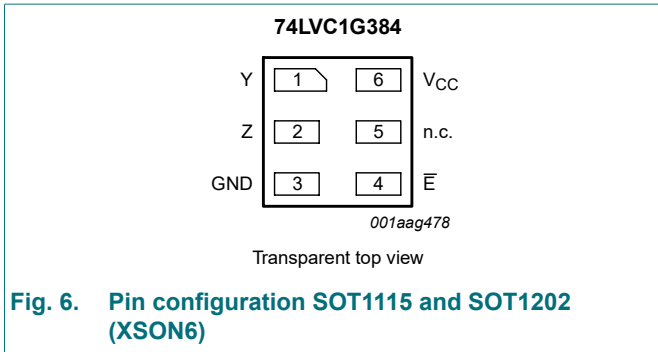 74LVC1G384
Y 1 6 VCC
Z 2 5 n.c.
GND 3 4 E̅
001aag478
Transparent top view
Fig. 6. Pin configuration SOT1115 and SOT1202
(XSON6)